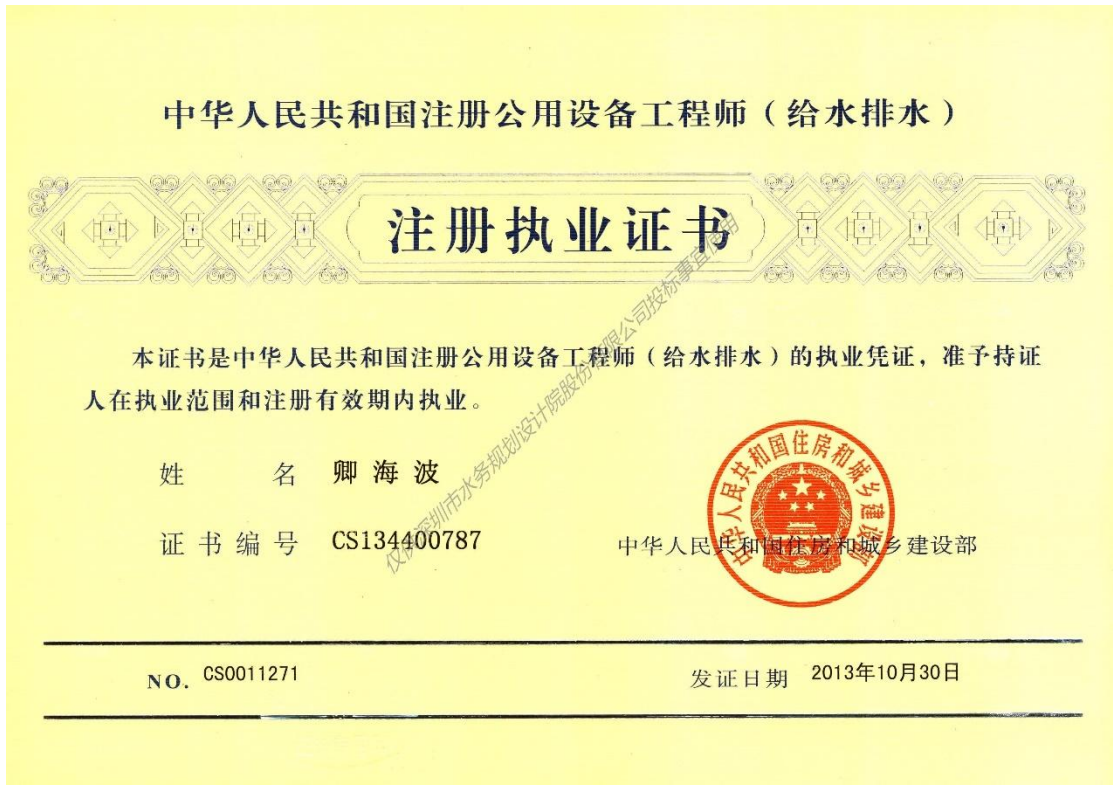 中华人民共和国注册公用设备工程师（给水排水）
注册执业证书
本证书是中华人民共和国注册公用设备工程师（给水排水）的执业凭证，准予持证
人在执业范围和注册有效期内执业。
姓 名 卿海波
证书编号 CS134400787
中华人民共和国住房和城乡建设部
中华人民共和国住房和城乡建设部
NO. CS0011271
发证日期 2013年10月30日
仅供深圳市水务规划设计院股份有限公司投标事宜使用